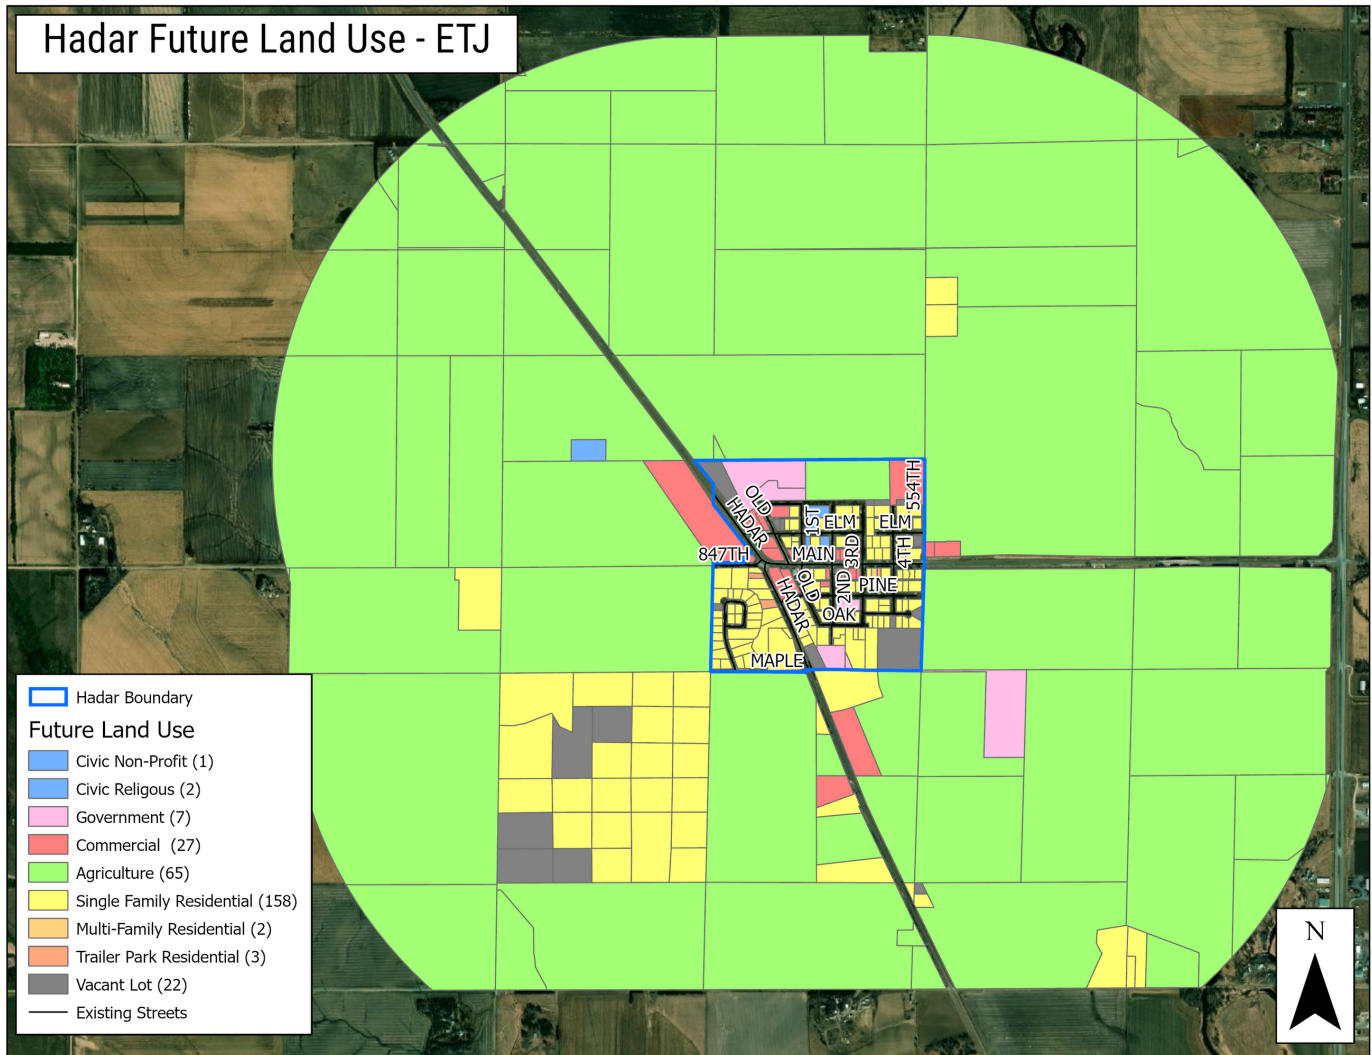 Hadar Future Land Use - ETJ
554TH
OLD
HADAR
1ST
ELM
ELM
847TH
MAIN
3RD
4TH
HADAR
OLD
2ND
PINE
OAK
MAPLE
Hadar Boundary
Future Land Use
Civic Non-Profit (1)
Civic Religous (2)
Government (7)
Commercial (27)
Agriculture (65)
Single Family Residential (158)
Multi-Family Residential (2)
Trailer Park Residential (3)
Vacant Lot (22)
Existing Streets
N